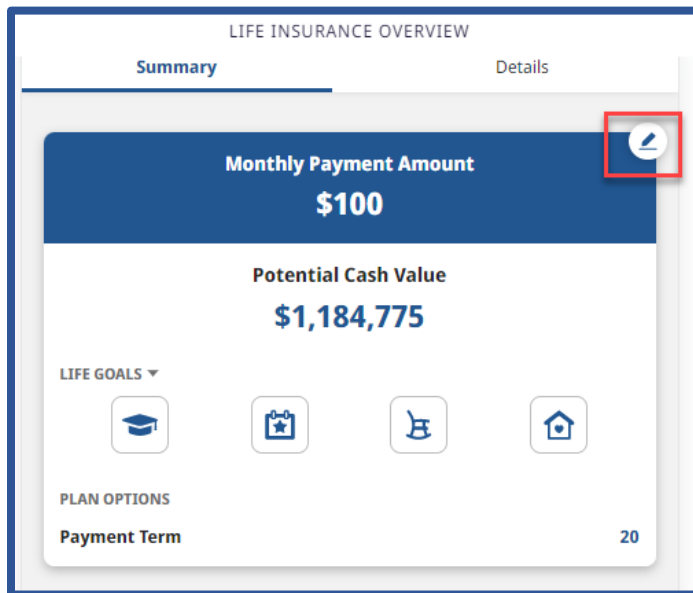 LIFE INSURANCE OVERVIEW
Summary Details
Monthly Payment Amount
$100
Potential Cash Value
$1,184,775
LIFE GOALS
PLAN OPTIONS
Payment Term 20